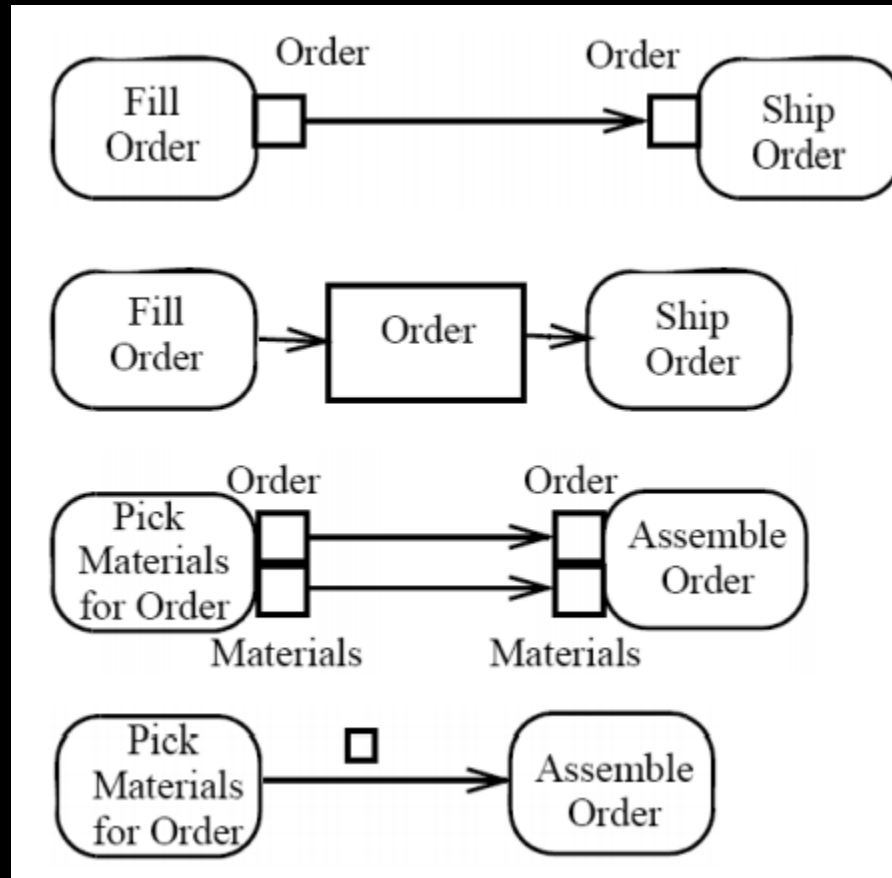 Order Order
Fill
Order
Ship
Order
Fill
Order
Order
Ship
Order
Order Order
Pick
Materials
for Order
Assemble
Order
Materials Materials
Pick
Materials
for Order
Assemble
Order